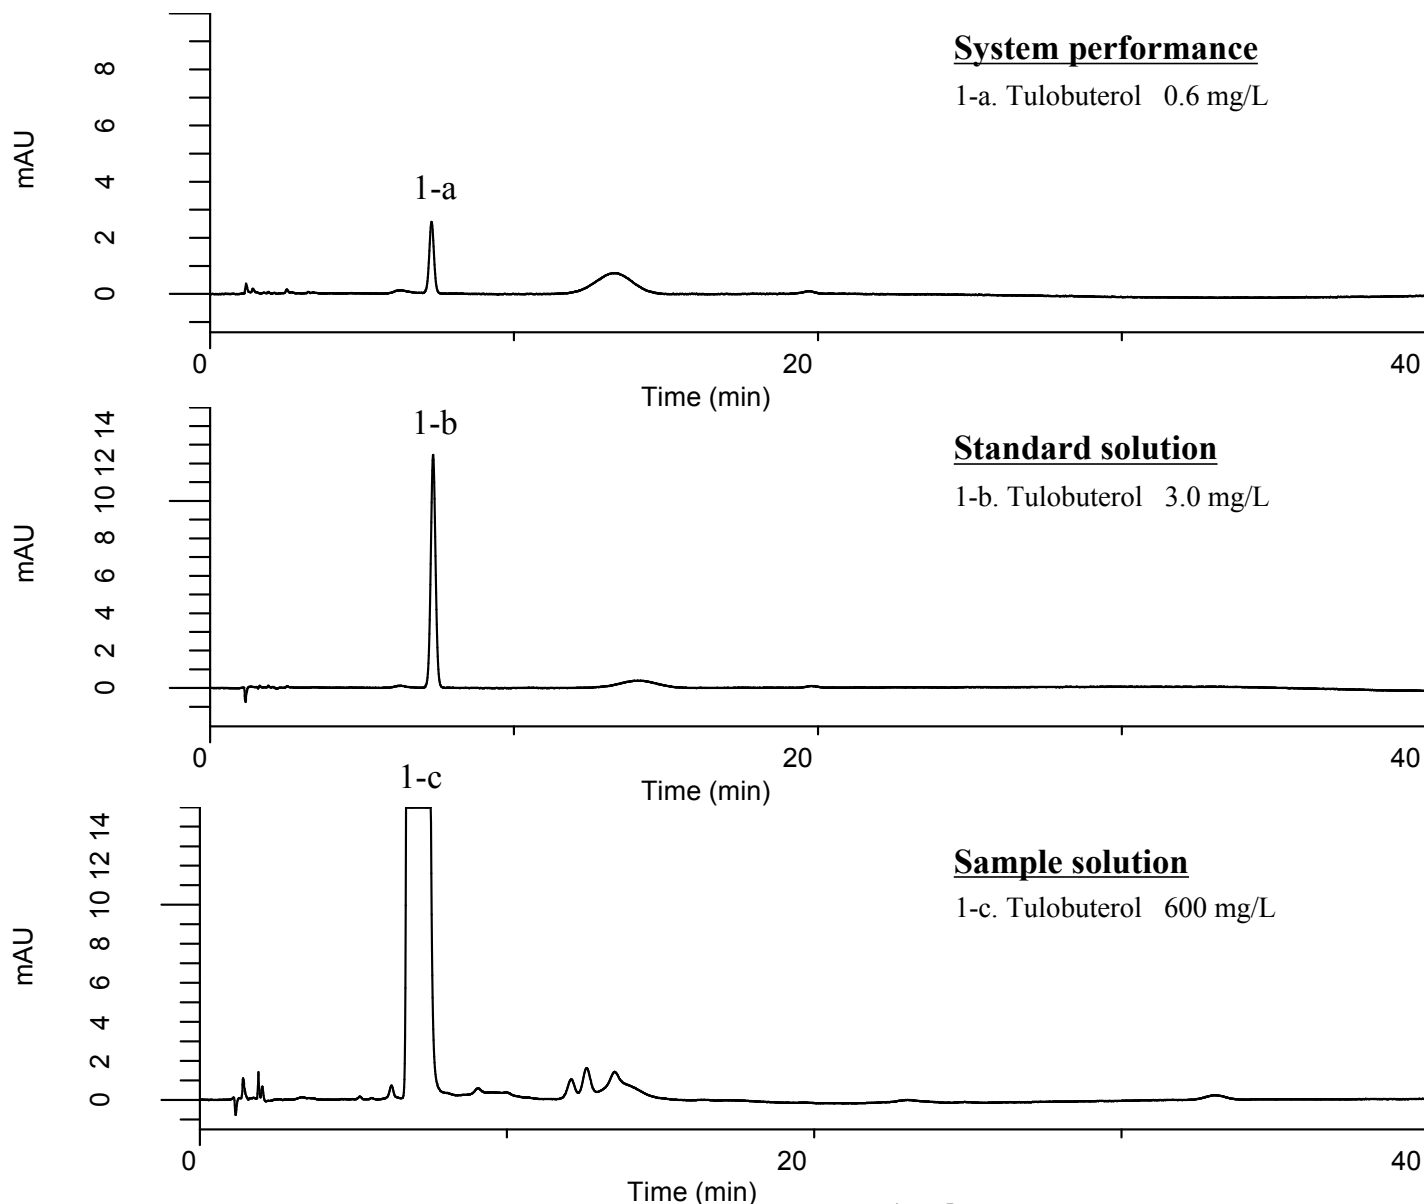 System performance
1-a. Tulobuterol 0.6 mg/L
mAU
8
6
4
2
0
1-a
0
20
40
Time (min)
Standard solution
1-b. Tulobuterol 3.0 mg/L
mAU
14
12
10
8
6
4
2
0
1-b
0
20
40
Time (min)
Sample solution
1-c. Tulobuterol 600 mg/L
mAU
14
12
10
8
6
4
2
0
1-c
0
20
40
Time (min)